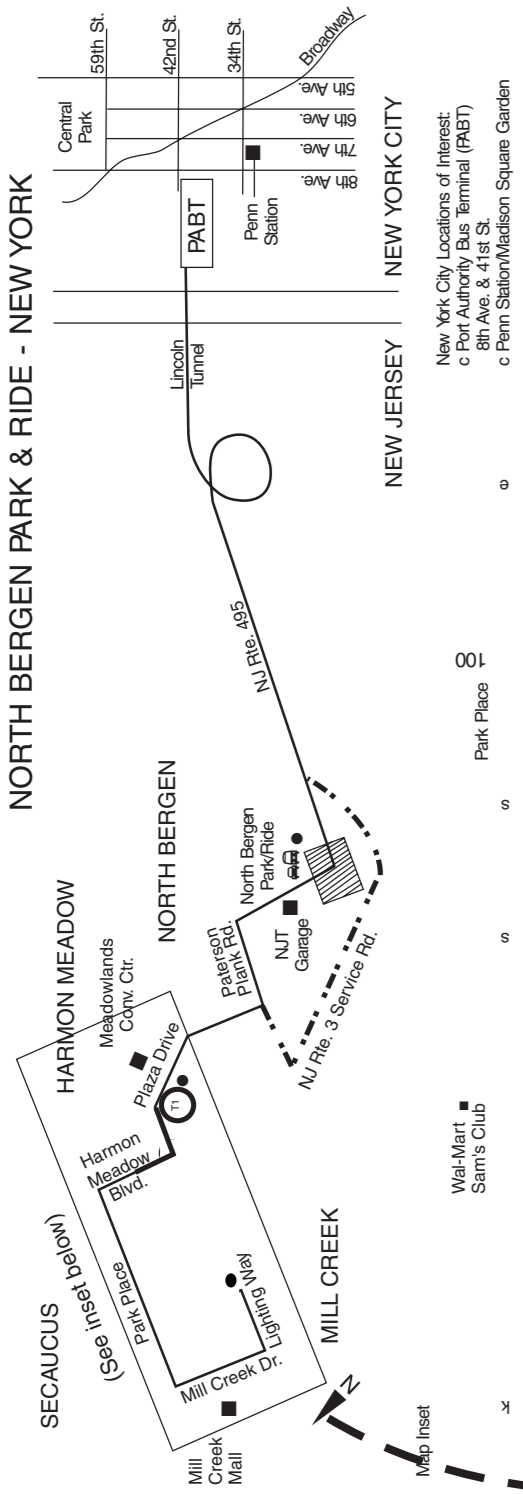 NORTH BERGEN PARK & RIDE - NEW YORK
SECAUCUS
(See inset below)
HARMON MEADOW
Meadowlands
Conv. Ctr.
NORTH BERGEN
Mill
Creek
Mall
Mill Creek Dr.
Park Place
Lighting Way
Harmon
Meadow
Blvd.
Plaza Drive
T1
MILL CREEK
Paterson
Plank Rd.
NJT
Garage
North Bergen
Park/Ride
NJ Rte. 3 Service Rd.
NJ Rte. 495
Lincoln
Tunnel
NEW JERSEY
NEW YORK CITY
PABT
Penn
Station
Central
Park
59th St.
42nd St.
34th St.
Broadway
8th Ave.
7th Ave.
6th Ave.
5th Ave.
N
Map Inset
k
Wal-Mart
Sam's Club
s
s
Park Place
100
e
New York City Locations of Interest:
c Port Authority Bus Terminal (PABT)
8th Ave. & 41st St.
c Penn Station/Madison Square Garden